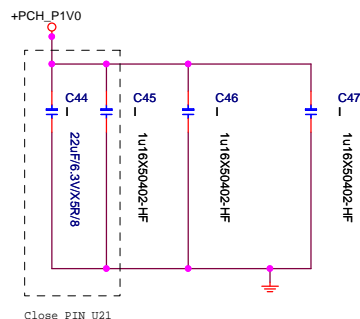 +PCH_P1V0
C44
C45
C46
C47
22uF/6.3V/X5R/8
1u16X50402-HF
1u16X50402-HF
1u16X50402-HF
Close PIN U21